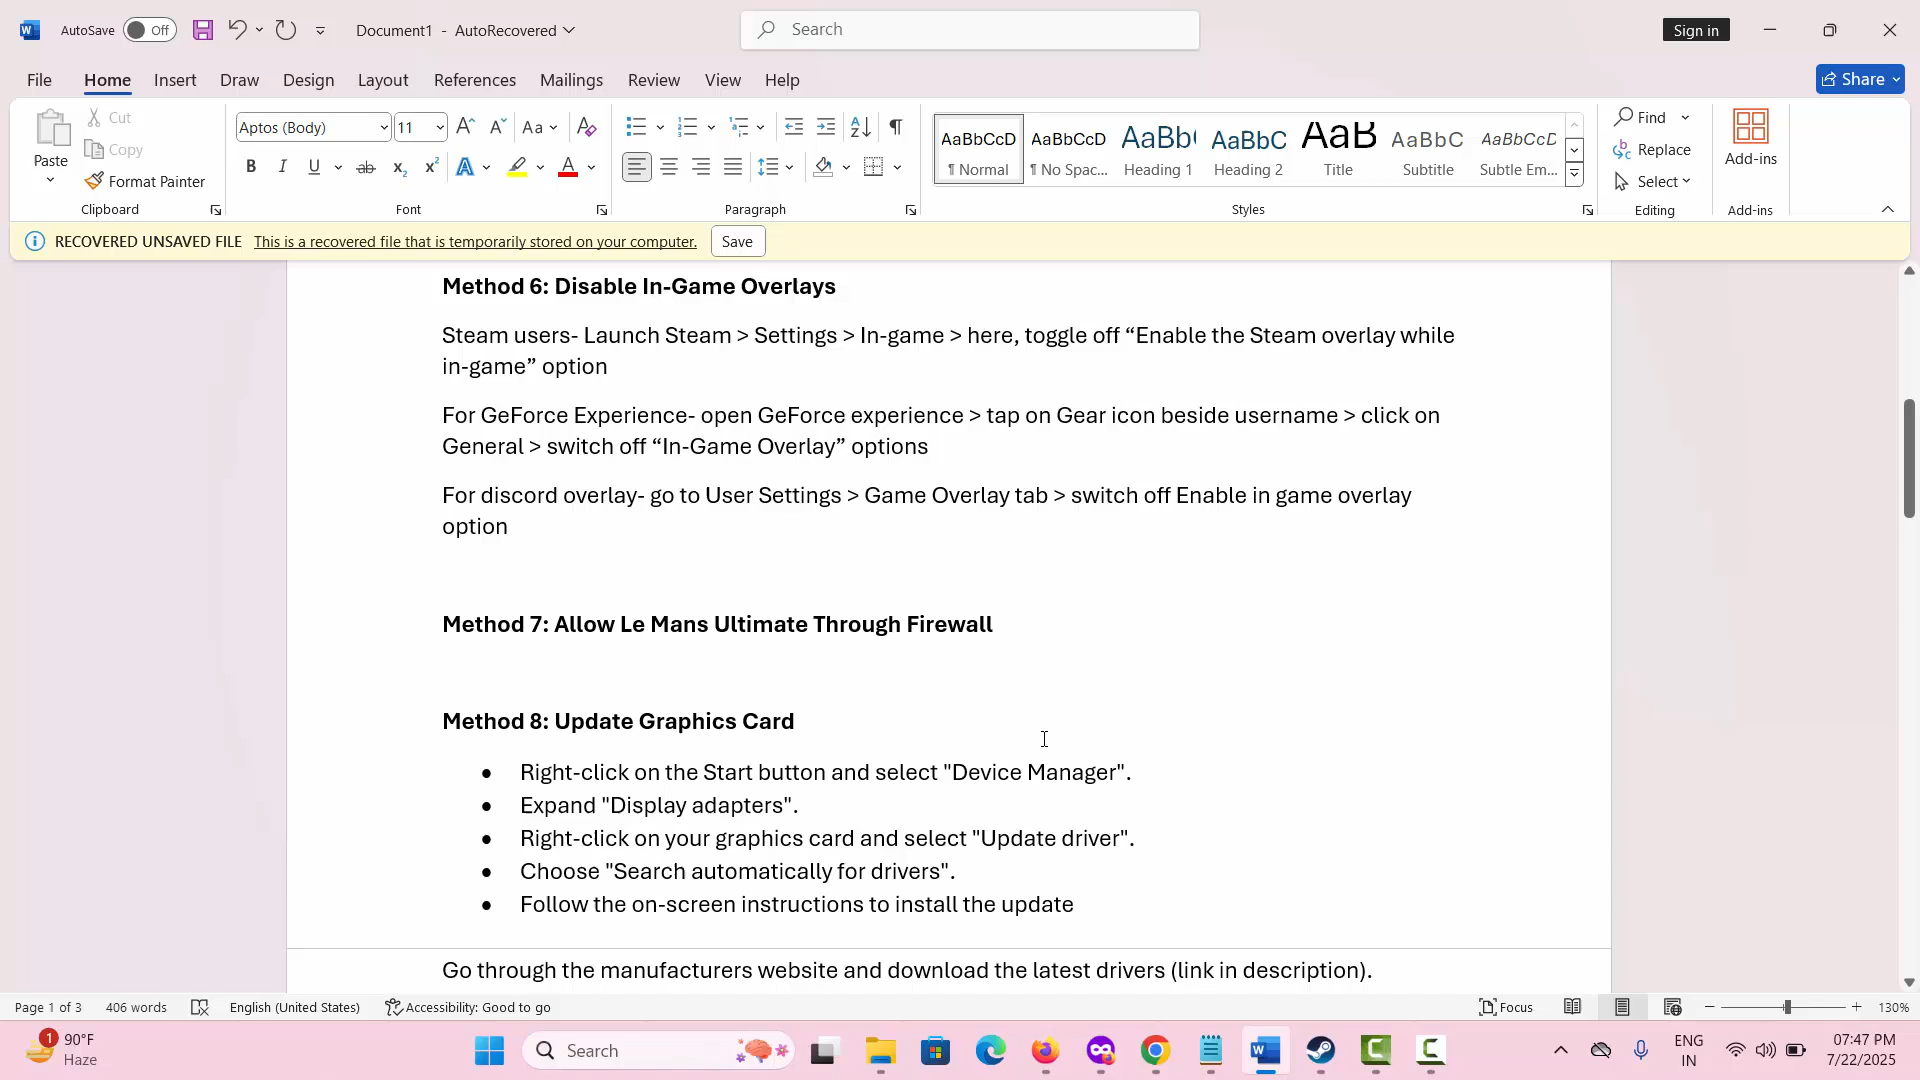 AutoSave Off Document1 - AutoRecovered Search Sign in
File Home Insert Draw Design Layout References Mailings Review View Help Share
Paste Cut Copy Format Painter Clipboard
Aptos (Body) 11 Font
Paragraph
AaBbCcD ¶ Normal
AaBbCcD ¶ No Spac...
AaBb( Heading 1
AaBbC Heading 2
AaB Title
AaBbC Subtitle
AaBbCcD Subtle Em...
Styles
Find
Replace
Select
Editing
Add-ins
Add-ins
RECOVERED UNSAVED FILE This is a recovered file that is temporarily stored on your computer. Save
Method 6: Disable In-Game Overlays
Steam users- Launch Steam > Settings > In-game > here, toggle off “Enable the Steam overlay while
in-game” option
For GeForce Experience- open GeForce experience > tap on Gear icon beside username > click on
General > switch off “In-Game Overlay” options
For discord overlay- go to User Settings > Game Overlay tab > switch off Enable in game overlay
option
Method 7: Allow Le Mans Ultimate Through Firewall
Method 8: Update Graphics Card
• Right-click on the Start button and select "Device Manager".
• Expand "Display adapters".
• Right-click on your graphics card and select "Update driver".
• Choose "Search automatically for drivers".
• Follow the on-screen instructions to install the update
Go through the manufacturers website and download the latest drivers (link in description).
Page 1 of 3 406 words English (United States) Accessibility: Good to go Focus 130%
1 90°F
Haze
Search
ENG
IN
07:47 PM
7/22/2025